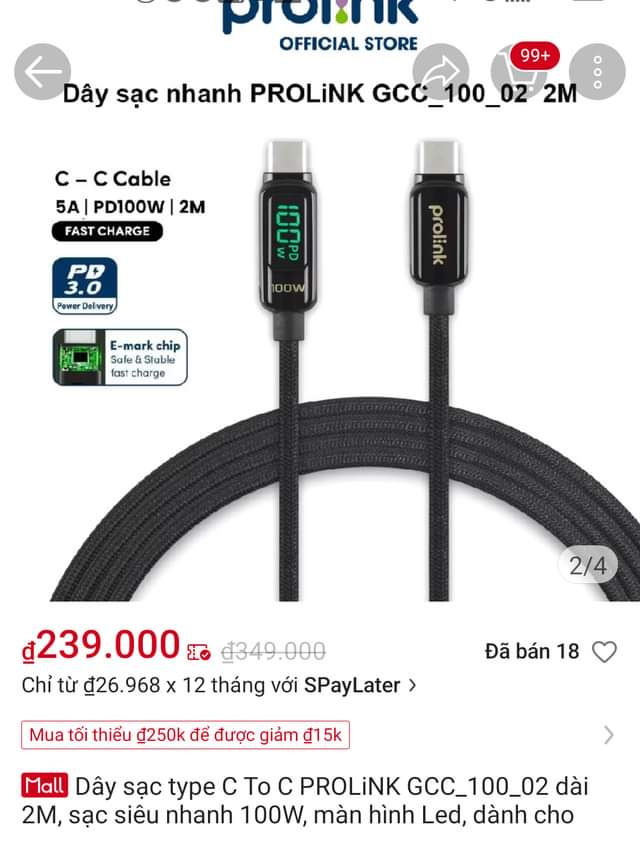 prolink
OFFICIAL STORE
99+
Dây sạc nhanh PROLiNK GCC_100_02 2M
C – C Cable
5A | PD100W | 2M
FAST CHARGE
PD
3.0
Power Delivery
E-mark chip
Safe & Stable
fast charge
100 PD W
100W
prolink
2/4
₫239.000 ₫349.000
Đã bán 18
Chỉ từ ₫26.968 x 12 tháng với SPayLater >
Mua tối thiểu ₫250k để được giảm ₫15k
Mall Dây sạc type C To C PROLiNK GCC_100_02 dài
2M, sạc siêu nhanh 100W, màn hình Led, dành cho